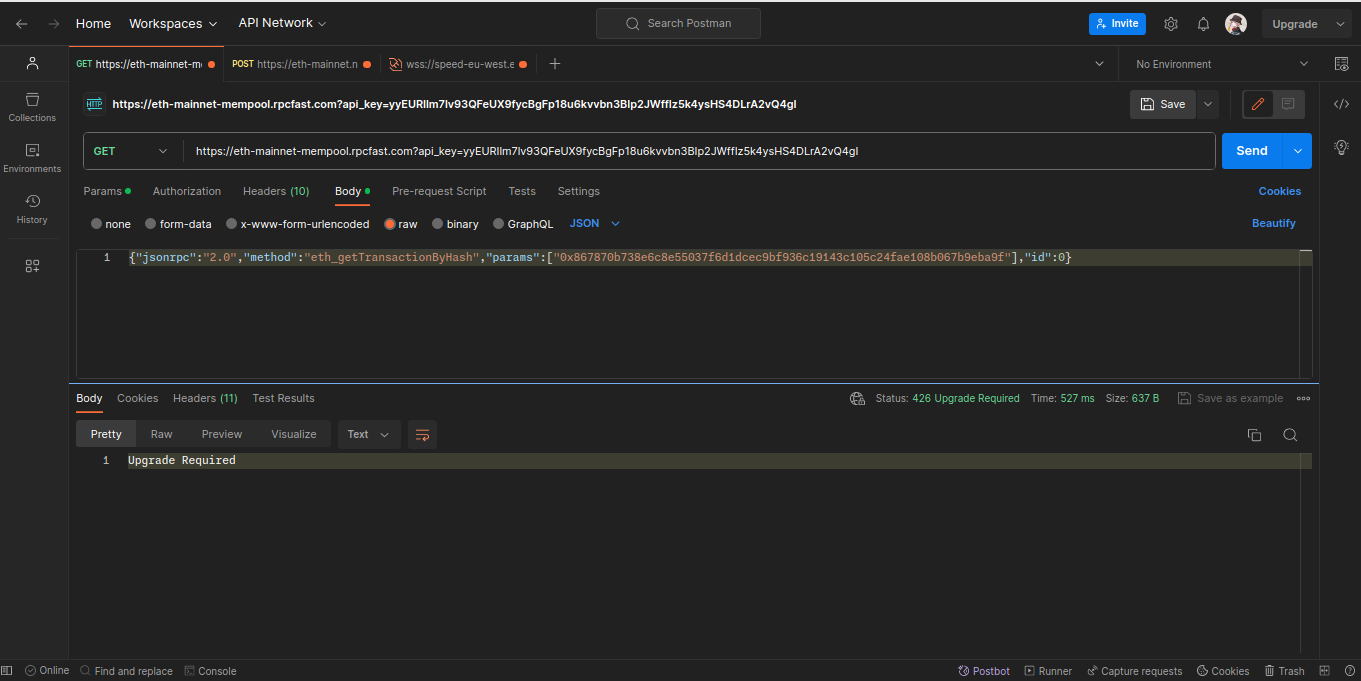 Home Workspaces API Network Search Postman Invite Upgrade
GET https://eth-mainnet-m POST https://eth-mainnet.n wss://speed-eu-west.e No Environment
HTTP https://eth-mainnet-mempool.rpcfast.com?api_key=yyEURIlm7lv93QFeUX9fycBgFp18u6kvvbn3BIp2JWffIz5k4ysHS4DLrA2vQ4gI Save
Collections
Environments
History
GET https://eth-mainnet-mempool.rpcfast.com?api_key=yyEURIlm7lv93QFeUX9fycBgFp18u6kvvbn3BIp2JWffIz5k4ysHS4DLrA2vQ4gI Send
Params Authorization Headers (10) Body Pre-request Script Tests Settings Cookies
none form-data x-www-form-urlencoded raw binary GraphQL JSON Beautify
1 {"jsonrpc":"2.0","method":"eth_getTransactionByHash","params":["0x867870b738e6c8e55037f6d1dcec9bf936c19143c105c24fae108b067b9eba9f"],"id":0}
Body Cookies Headers (11) Test Results Status: 426 Upgrade Required Time: 527 ms Size: 637 B Save as example
Pretty Raw Preview Visualize Text
1 Upgrade Required
Online Find and replace Console Postbot Runner Capture requests Cookies Trash